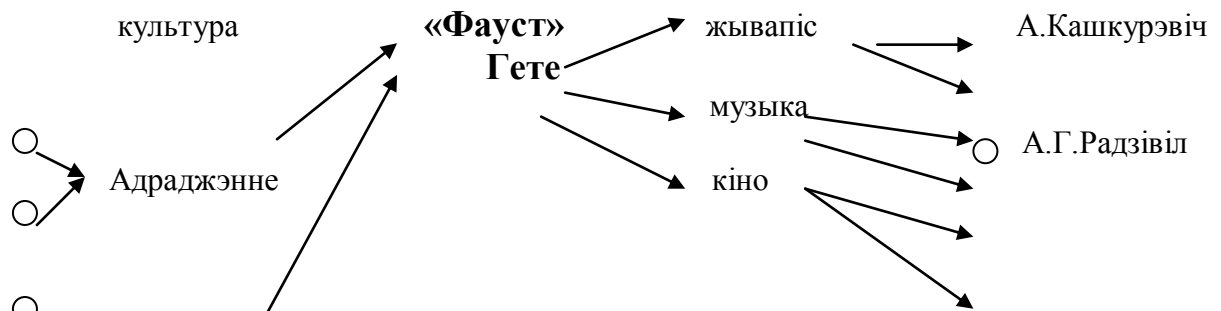 культура «Фауст» жывапіс А.Кашкурэвіч
Гете
музыка
А.Г.Радзівіл
Адраджэнне кіно